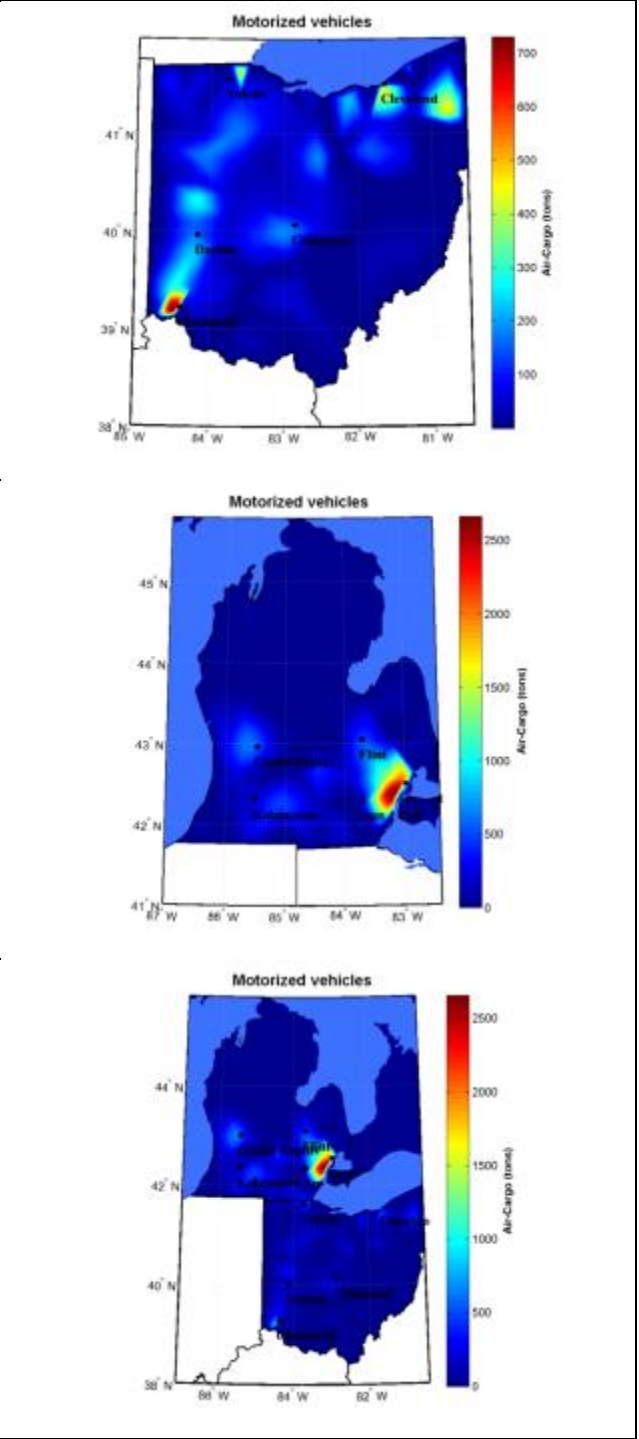 Motorized vehicles
700
600
500
400
300
200
100
Air-Cargo (tons)
Cleveland
Dayton
41° N
40° N
39° N
38° N
85° W
84° W
83° W
82° W
81° W
Motorized vehicles
2500
2000
1500
1000
500
0
Air-Cargo (tons)
45° N
44° N
43° N
42° N
41° N
Flint
87° W
86° W
85° W
84° W
83° W
Motorized vehicles
2500
2000
1500
1000
500
0
Air-Cargo (tons)
44° N
42° N
40° N
38° N
86° W
84° W
82° W